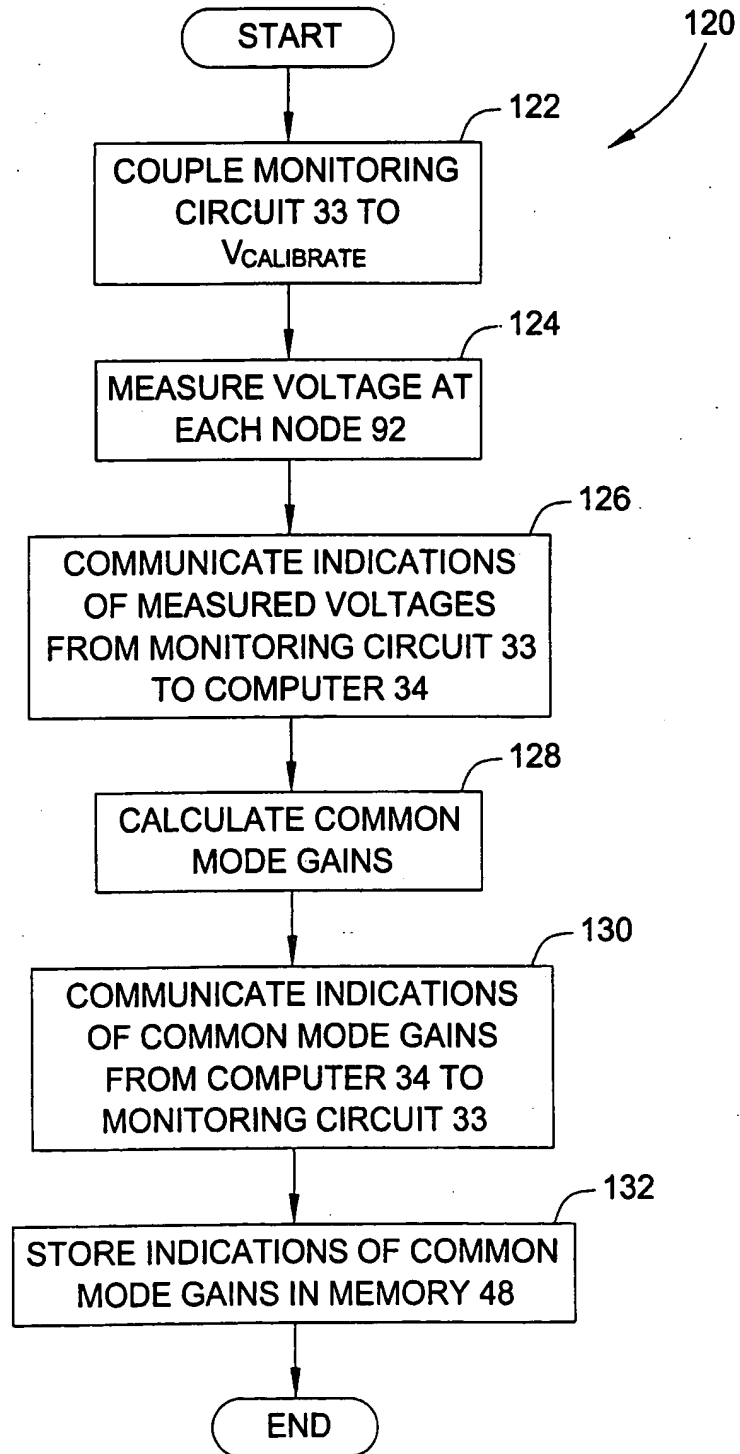 START
120
122
COUPLE MONITORING
CIRCUIT 33 TO
VCALIBRATE
124
MEASURE VOLTAGE AT
EACH NODE 92
126
COMMUNICATE INDICATIONS
OF MEASURED VOLTAGES
FROM MONITORING CIRCUIT 33
TO COMPUTER 34
128
CALCULATE COMMON
MODE GAINS
130
COMMUNICATE INDICATIONS
OF COMMON MODE GAINS
FROM COMPUTER 34 TO
MONITORING CIRCUIT 33
132
STORE INDICATIONS OF COMMON
MODE GAINS IN MEMORY 48
END